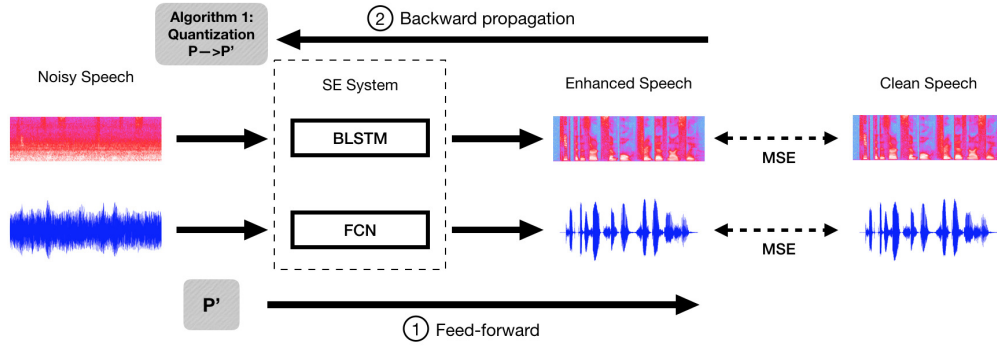 Algorithm 1:
Quantization
P—>P'
② Backward propagation
Noisy Speech
SE System
Enhanced Speech
Clean Speech
BLSTM
MSE
FCN
MSE
P'
① Feed-forward